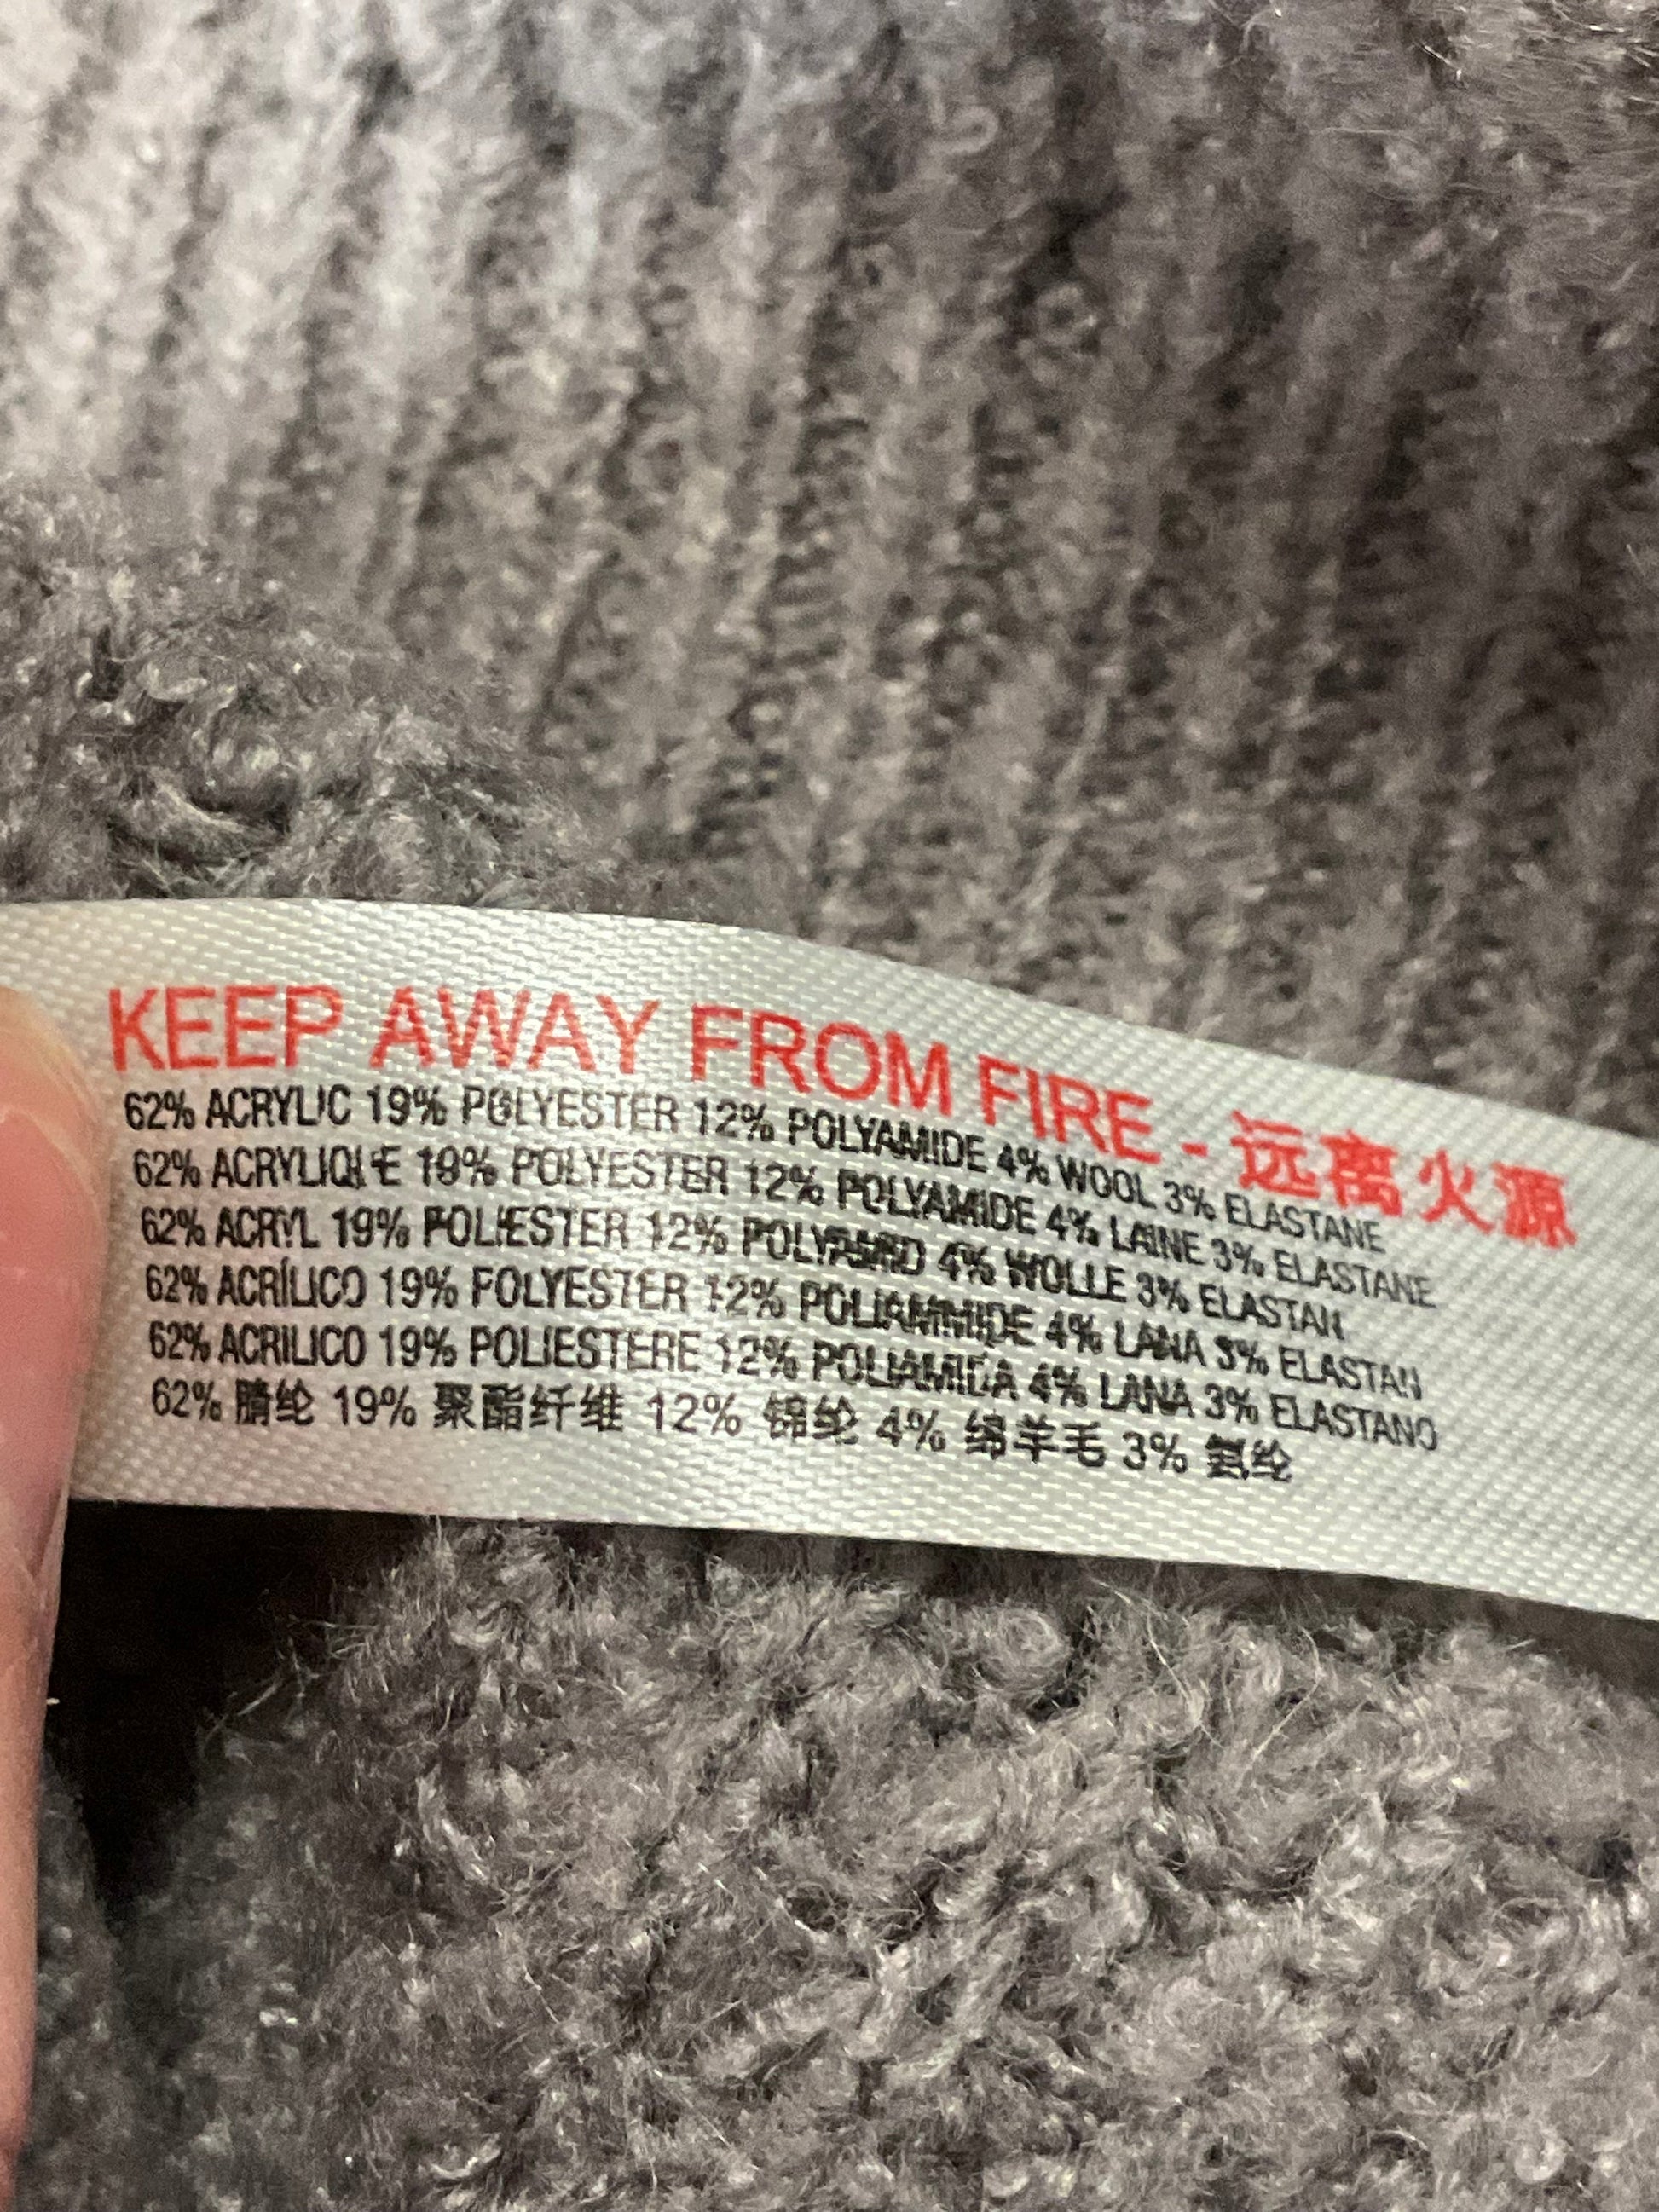 KEEP AWAY FROM FIRE - 远离火源
62% ACRYLIC 19% POLYESTER 12% POLYAMIDE 4% WOOL 3% ELASTANE
62% ACRYLIQUE 19% POLYESTER 12% POLYAMIDE 4% LAINE 3% ELASTANE
62% ACRYL 19% POLIESTER 12% POLYAMID 4% WOLLE 3% ELASTAN
62% ACRÍLICO 19% POLYESTER 12% POLIAMMIDE 4% LANA 3% ELASTAN
62% ACRILICO 19% POLIESTERE 12% POLIAMIDA 4% LANA 3% ELASTANO
62% 腈纶 19% 聚酯纤维 12% 锦纶 4% 绵羊毛 3% 氨纶